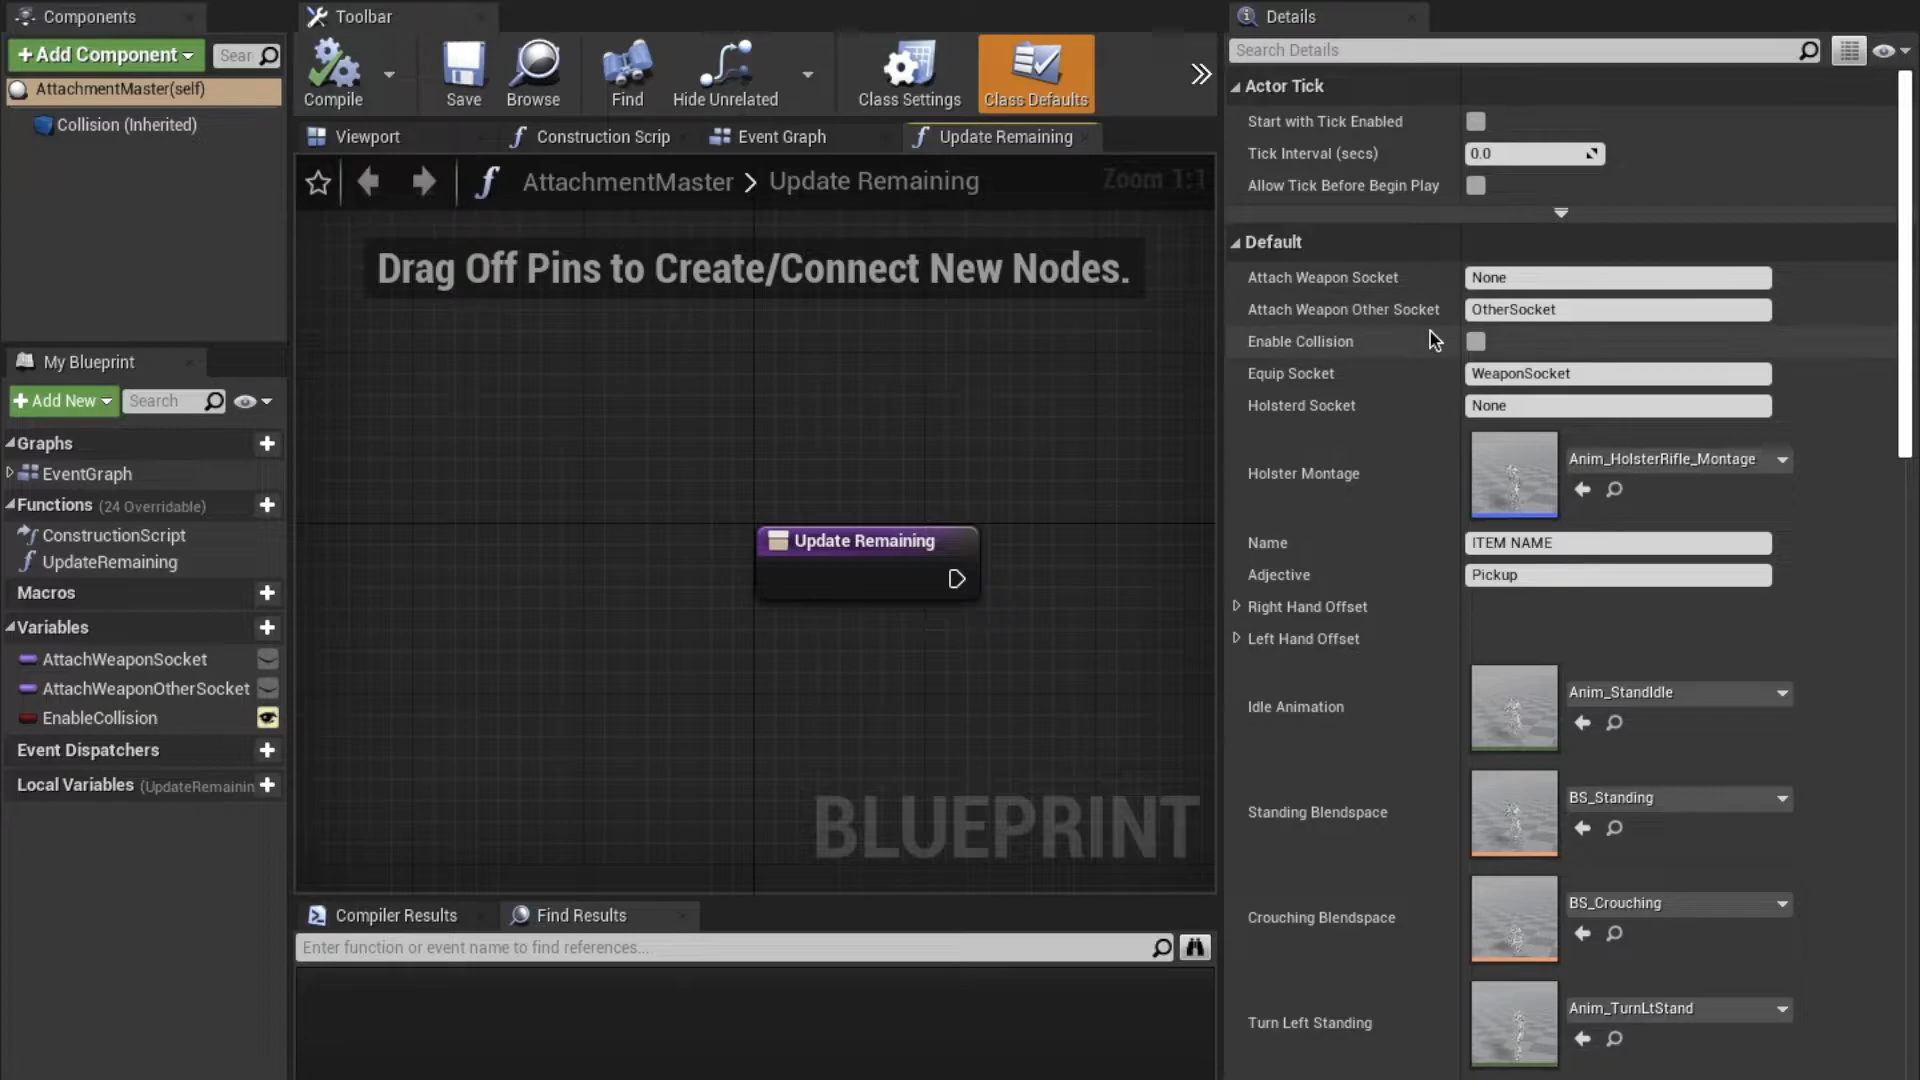 Components
Add Component
Sear
AttachmentMaster(self)
Collision (Inherited)
My Blueprint
Add New
Search
Graphs
EventGraph
Functions (24 Overridable)
ConstructionScript
UpdateRemaining
Macros
Variables
AttachWeaponSocket
AttachWeaponOtherSocket
EnableCollision
Event Dispatchers
Local Variables (UpdateRemainin
Toolbar
Compile
Save
Browse
Find
Hide Unrelated
Class Settings
Class Defaults
Viewport
Construction Scrip
Event Graph
Update Remaining
AttachmentMaster > Update Remaining
Zoom 1:1
Drag Off Pins to Create/Connect New Nodes.
Update Remaining
BLUEPRINT
Compiler Results
Find Results
Enter function or event name to find references...
Details
Search Details
Actor Tick
Start with Tick Enabled
Tick Interval (secs) 0.0
Allow Tick Before Begin Play
Default
Attach Weapon Socket None
Attach Weapon Other Socket OtherSocket
Enable Collision
Equip Socket WeaponSocket
Holsterd Socket None
Holster Montage Anim_HolsterRifle_Montage
Name ITEM NAME
Adjective Pickup
Right Hand Offset
Left Hand Offset
Idle Animation Anim_StandIdle
Standing Blendspace BS_Standing
Crouching Blendspace BS_Crouching
Turn Left Standing Anim_TurnLtStand